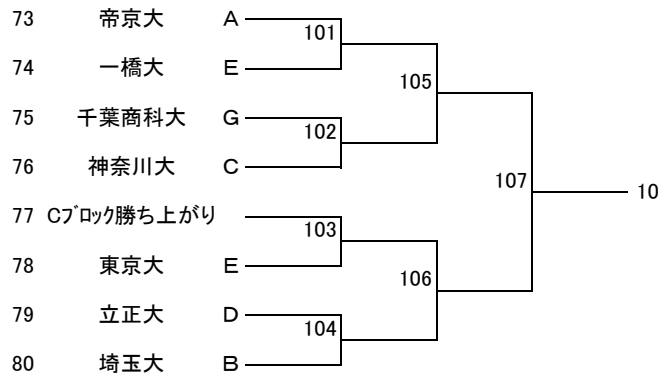 73 帝京大 A
101
74 一橋大 E
105
75 千葉商科大 G
102
76 神奈川大 C
107
10
77 Cブロック勝ち上がり
103
78 東京大 E
106
79 立正大 D
104
80 埼玉大 B